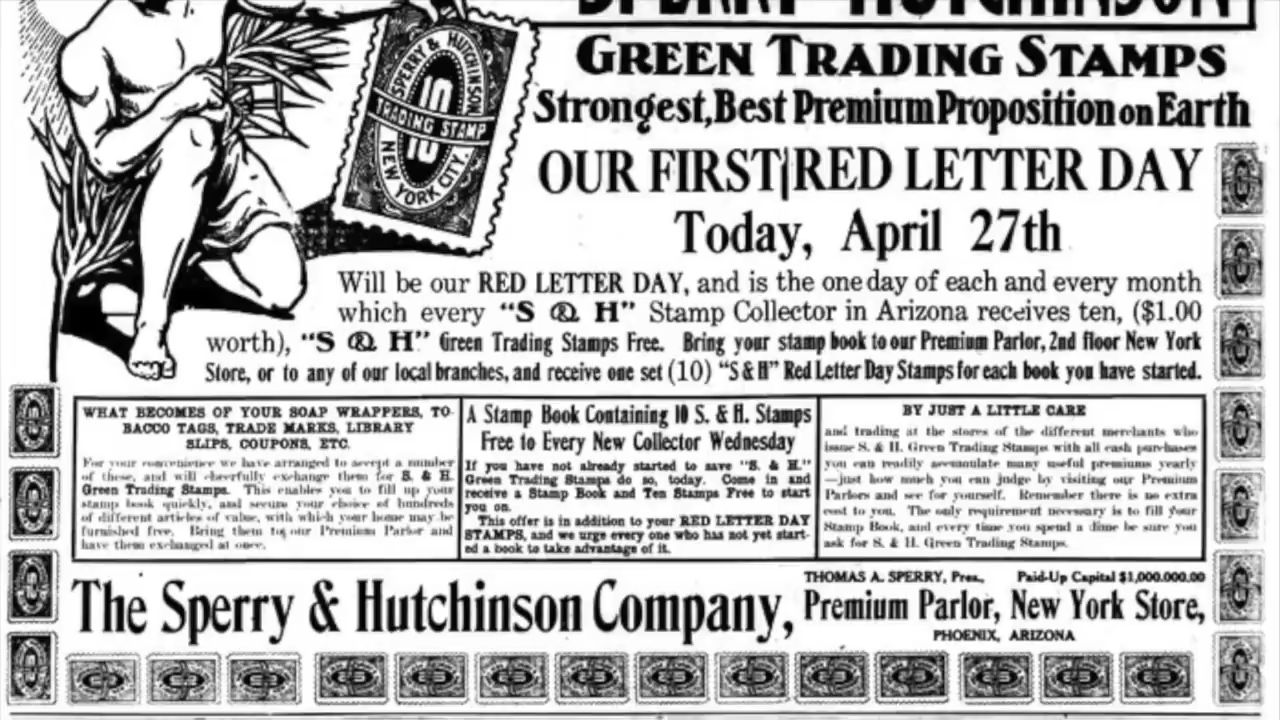 SPERRY HUTCHINSON
GREEN TRADING STAMPS
Strongest, Best Premium Proposition on Earth
SPERRY & HUTCHINSON
10
TRADING STAMP
10
NEW YORK CITY.
OUR FIRST RED LETTER DAY
Today, April 27th
Will be our RED LETTER DAY, and is the one day of each and every month
which every "S & H" Stamp Collector in Arizona receives ten, ($1.00
worth), "S & H" Green Trading Stamps Free. Bring your stamp book to our Premium Parlor, 2nd floor New York
Store, or to any of our local branches, and receive one set (10) "S & H" Red Letter Day Stamps for each book you have started.
WHAT BECOMES OF YOUR SOAP WRAPPERS, TO-
BACCO TAGS, TRADE MARKS, LIBRARY
SLIPS, COUPONS, ETC.
For your convenience we have arranged to accept a number
of these, and will cheerfully exchange them for S. & H.
Green Trading Stamps. This enables you to fill up your
stamp book quickly, and secure your choice of hundreds
of different articles of value, with which your home may be
furnished free. Bring them to our Premium Parlor and
have them exchanged at once.
A Stamp Book Containing 10 S. & H. Stamps
Free to Every New Collector Wednesday
If you have not already started to save "S. & H."
Green Trading Stamps do so, today. Come in and
receive a Stamp Book and Ten Stamps Free to start
you on.
This offer is in addition to your RED LETTER DAY
STAMPS, and we urge every one who has not yet start-
ed a book to take advantage of it.
BY JUST A LITTLE CARE
and trading at the stores of the different merchants who
issue S. & H. Green Trading Stamps with all cash purchases
you can readily accumulate many useful premiums yearly
—just how much you can judge by visiting our Premium
Parlors and see for yourself. Remember there is no extra
cost to you. The only requirement necessary is to fill your
Stamp Book, and every time you spend a dime be sure you
ask for S. & H. Green Trading Stamps.
The Sperry & Hutchinson Company,
THOMAS A. SPERRY, Pres., Paid-Up Capital $1,000,000.00
Premium Parlor, New York Store,
PHOENIX, ARIZONA